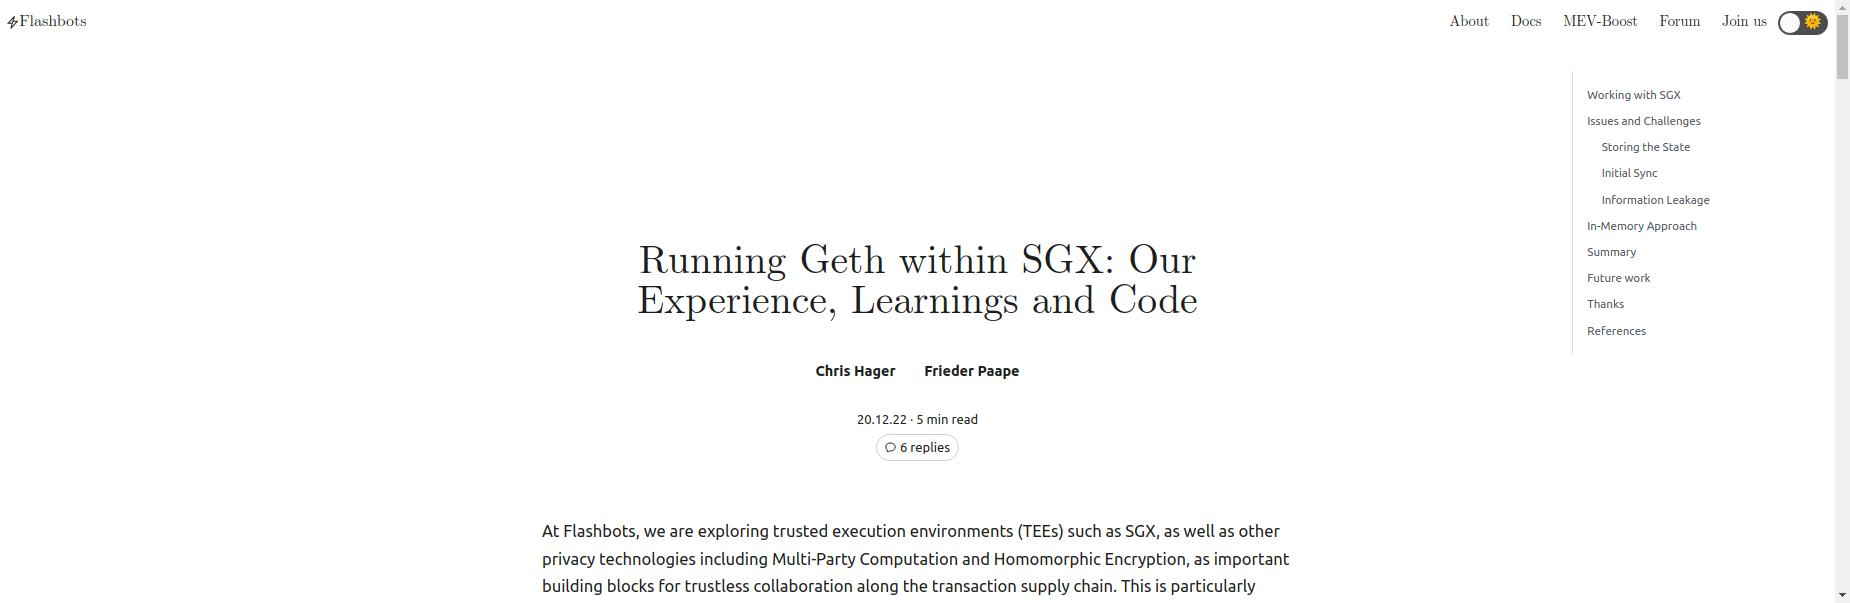 Flashbots
About Docs MEV-Boost Forum Join us
Working with SGX
Issues and Challenges
Storing the State
Initial Sync
Information Leakage
In-Memory Approach
Summary
Future work
Thanks
References
Running Geth within SGX: Our
Experience, Learnings and Code
Chris Hager Frieder Paape
20.12.22 · 5 min read
6 replies
At Flashbots, we are exploring trusted execution environments (TEEs) such as SGX, as well as other
privacy technologies including Multi-Party Computation and Homomorphic Encryption, as important
building blocks for trustless collaboration along the transaction supply chain. This is particularly